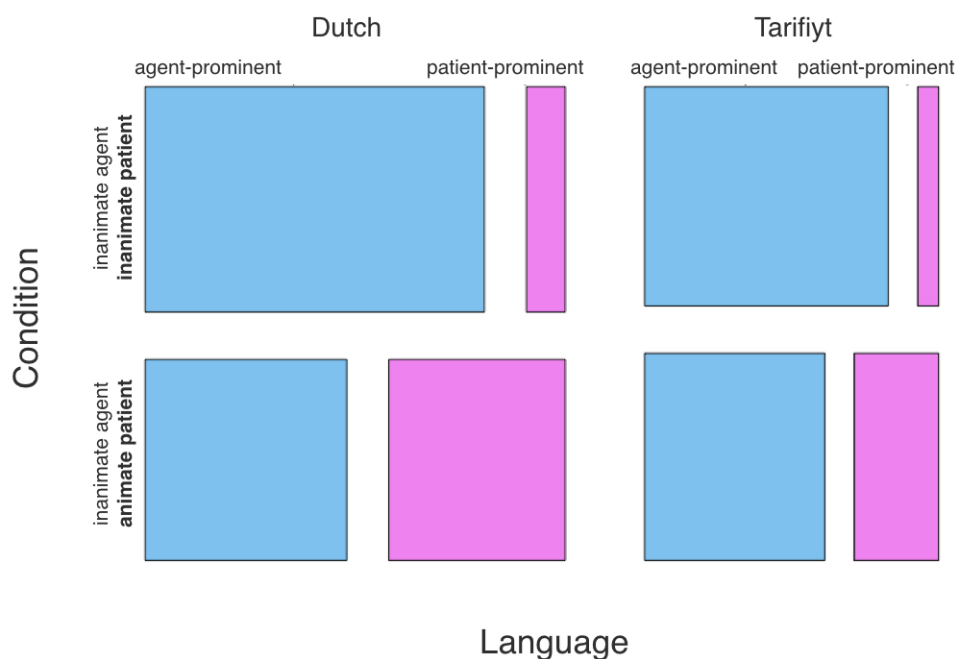 Dutch
Tarifiyt
agent-prominent
patient-prominent
agent-prominent
patient-prominent
Condition
inanimate agent
inanimate patient
inanimate agent
animate patient
Language